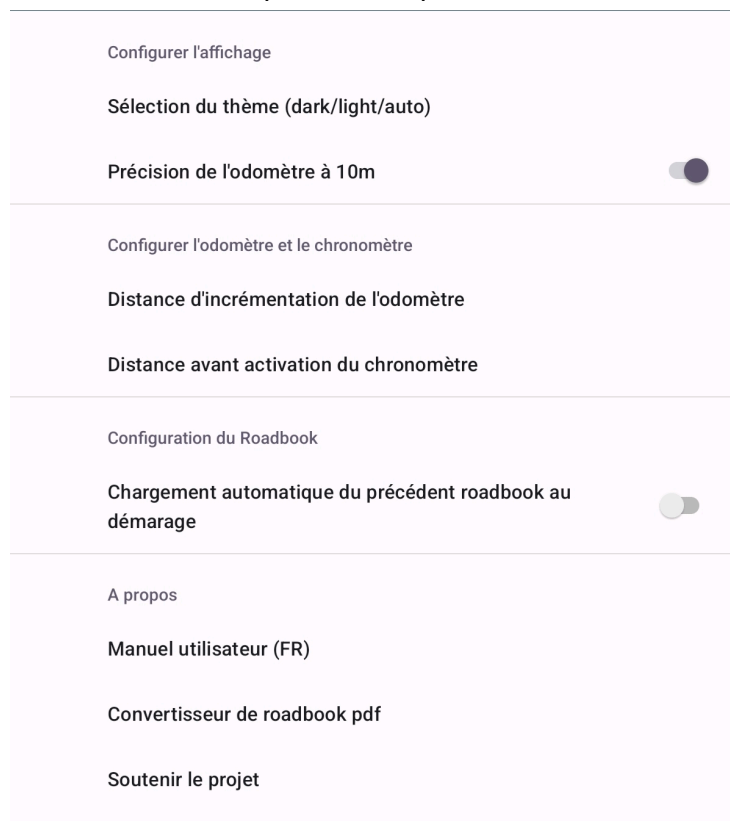 Configurer l'affichage
Sélection du thème (dark/light/auto)
Précision de l'odomètre à 10m
Configurer l'odomètre et le chronomètre
Distance d'incrémentation de l'odomètre
Distance avant activation du chronomètre
Configuration du Roadbook
Chargement automatique du précédent roadbook au
démarage
A propos
Manuel utilisateur (FR)
Convertisseur de roadbook pdf
Soutenir le projet